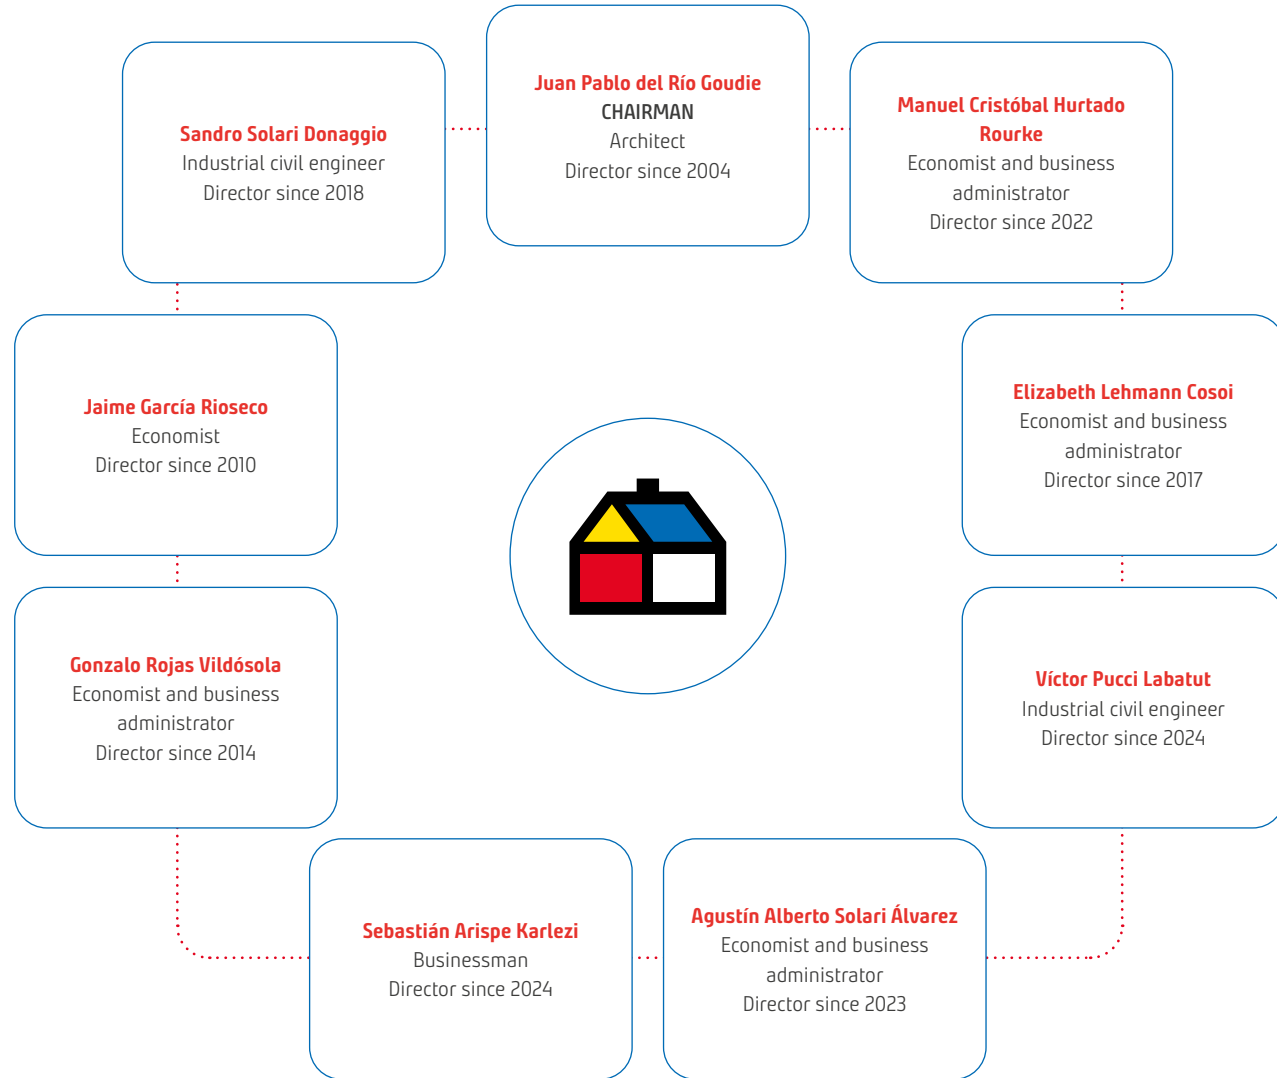 Juan Pablo del Río Goudie
CHAIRMAN
Architect
Director since 2004
Sandro Solari Donaggio
Industrial civil engineer
Director since 2018
Manuel Cristóbal Hurtado
Rourke
Economist and business
administrator
Director since 2022
Jaime García Rioseco
Economist
Director since 2010
Elizabeth Lehmann Cosoi
Economist and business
administrator
Director since 2017
Gonzalo Rojas Vildósola
Economist and business
administrator
Director since 2014
Víctor Pucci Labatut
Industrial civil engineer
Director since 2024
Sebastián Arispe Karlezi
Businessman
Director since 2024
Agustín Alberto Solari Álvarez
Economist and business
administrator
Director since 2023